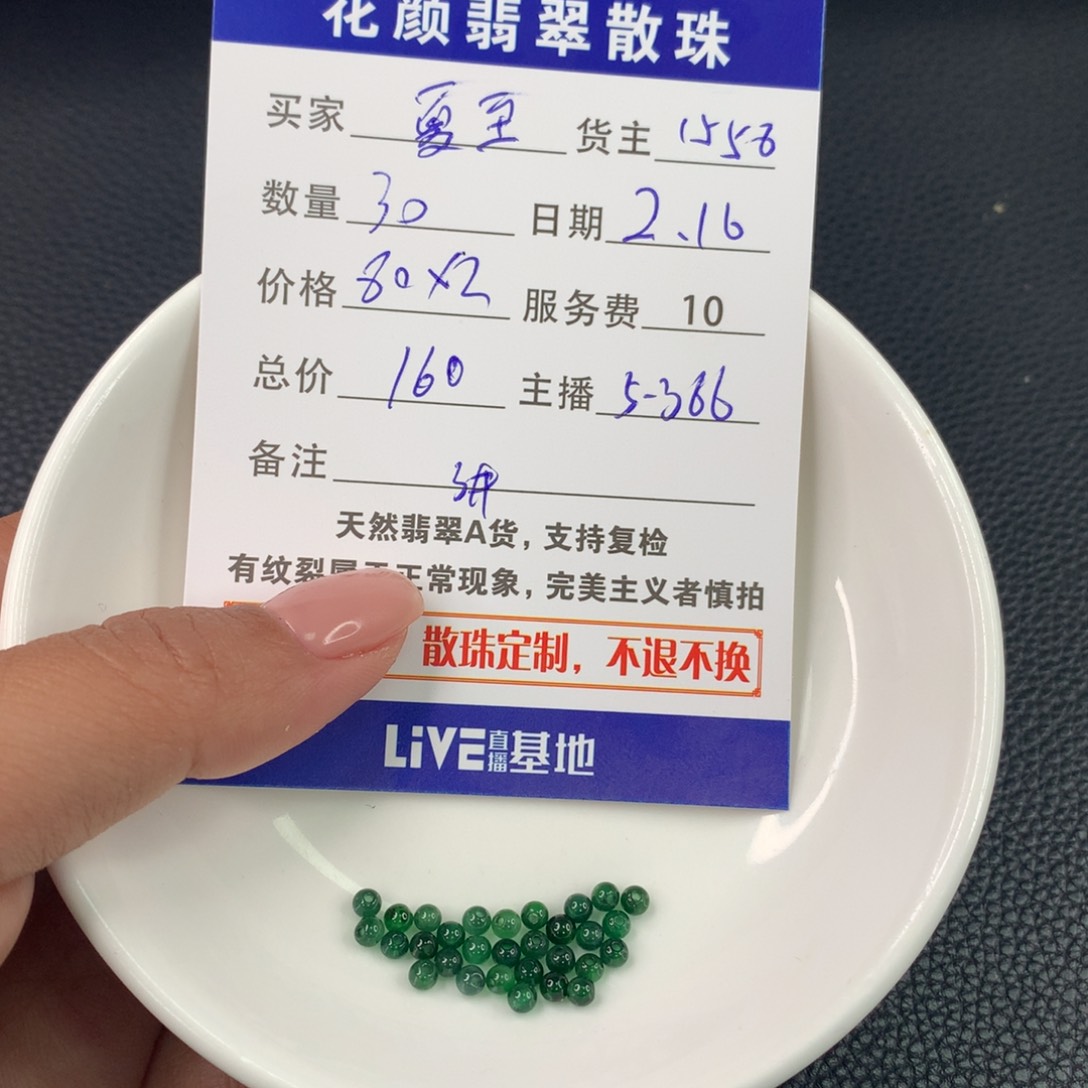 花颜翡翠散珠
买家 夏至 货主 1558
数量 30 日期 2.16
价格 80×2 服务费 10
总价 160 主播 5-366
备注 3#
天然翡翠A货，支持复检
有纹裂属于正常现象，完美主义者慎拍
散珠定制，不退不换
LiVE直播基地